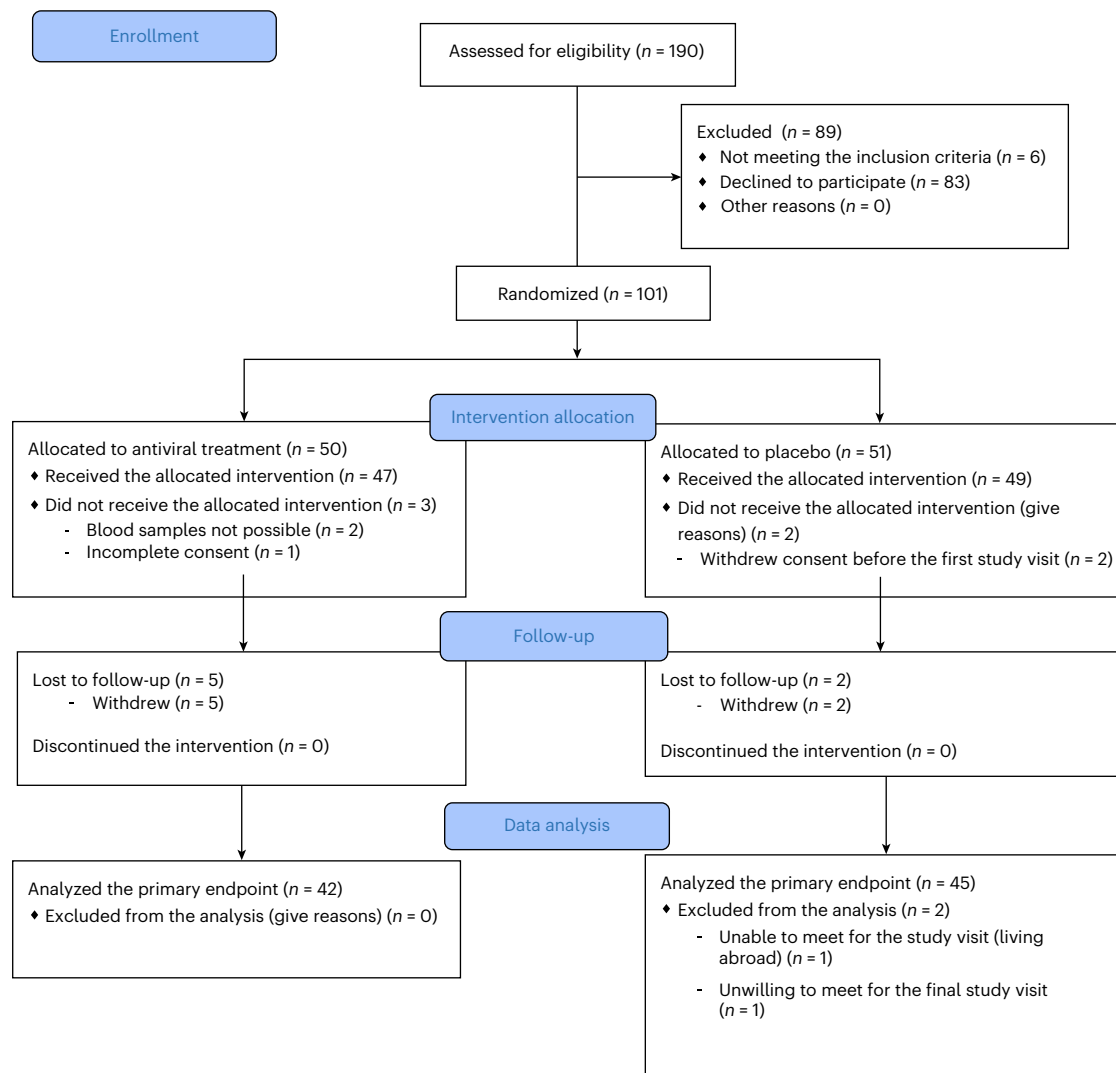 Enrollment
Assessed for eligibility (n = 190)
Excluded (n = 89)
♦ Not meeting the inclusion criteria (n = 6)
♦ Declined to participate (n = 83)
♦ Other reasons (n = 0)
Randomized (n = 101)
Intervention allocation
Allocated to antiviral treatment (n = 50)
♦ Received the allocated intervention (n = 47)
♦ Did not receive the allocated intervention (n = 3)
- Blood samples not possible (n = 2)
- Incomplete consent (n = 1)
Allocated to placebo (n = 51)
♦ Received the allocated intervention (n = 49)
♦ Did not receive the allocated intervention (give
reasons) (n = 2)
- Withdrew consent before the first study visit (n = 2)
Follow-up
Lost to follow-up (n = 5)
- Withdrew (n = 5)
Discontinued the intervention (n = 0)
Lost to follow-up (n = 2)
- Withdrew (n = 2)
Discontinued the intervention (n = 0)
Data analysis
Analyzed the primary endpoint (n = 42)
♦ Excluded from the analysis (give reasons) (n = 0)
Analyzed the primary endpoint (n = 45)
♦ Excluded from the analysis (n = 2)
- Unable to meet for the study visit (living
abroad) (n = 1)
- Unwilling to meet for the final study visit
(n = 1)